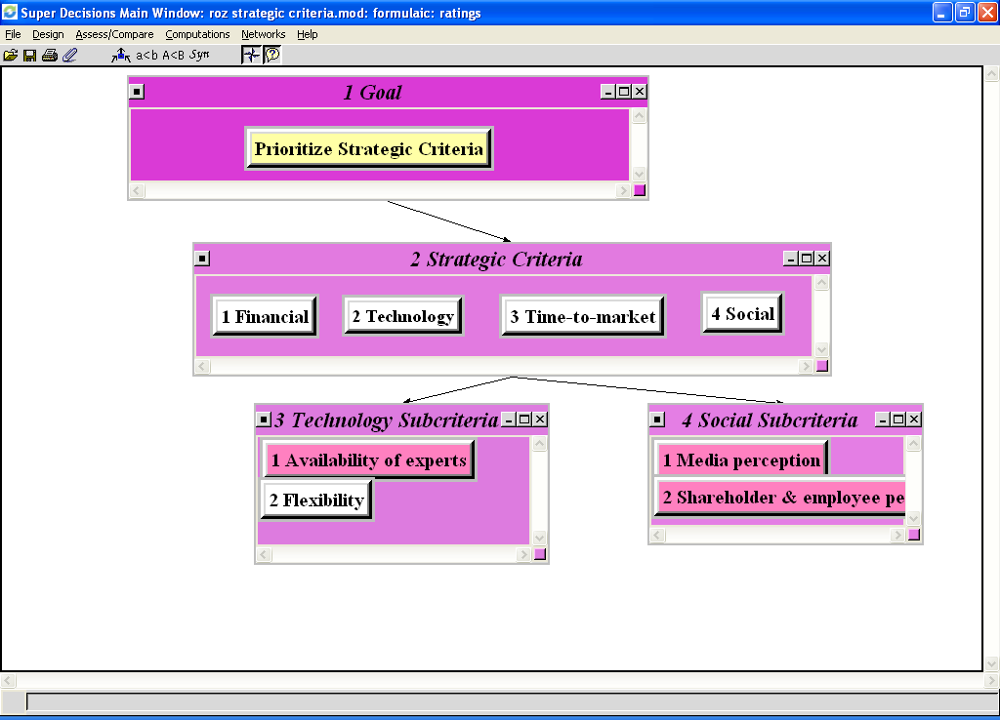 Super Decisions Main Window: roz strategic criteria.mod: formulaic: ratings
File Design Assess/Compare Computations Networks Help
a<b A<B Syn
1 Goal
Prioritize Strategic Criteria
2 Strategic Criteria
1 Financial 2 Technology 3 Time-to-market 4 Social
3 Technology Subcriteria
1 Availability of experts
2 Flexibility
4 Social Subcriteria
1 Media perception
2 Shareholder & employee pe